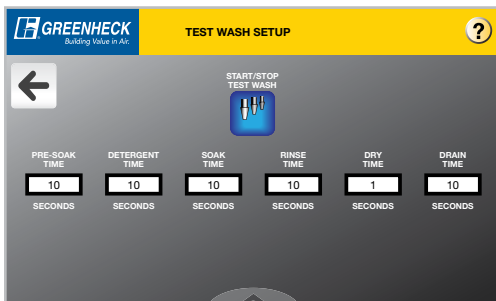 GREENHECK
Building Value in Air.
TEST WASH SETUP
?
START/STOP
TEST WASH
PRE-SOAK
TIME
DETERGENT
TIME
SOAK
TIME
RINSE
TIME
DRY
TIME
DRAIN
TIME
10
10
10
10
1
10
SECONDS
SECONDS
SECONDS
SECONDS
SECONDS
SECONDS